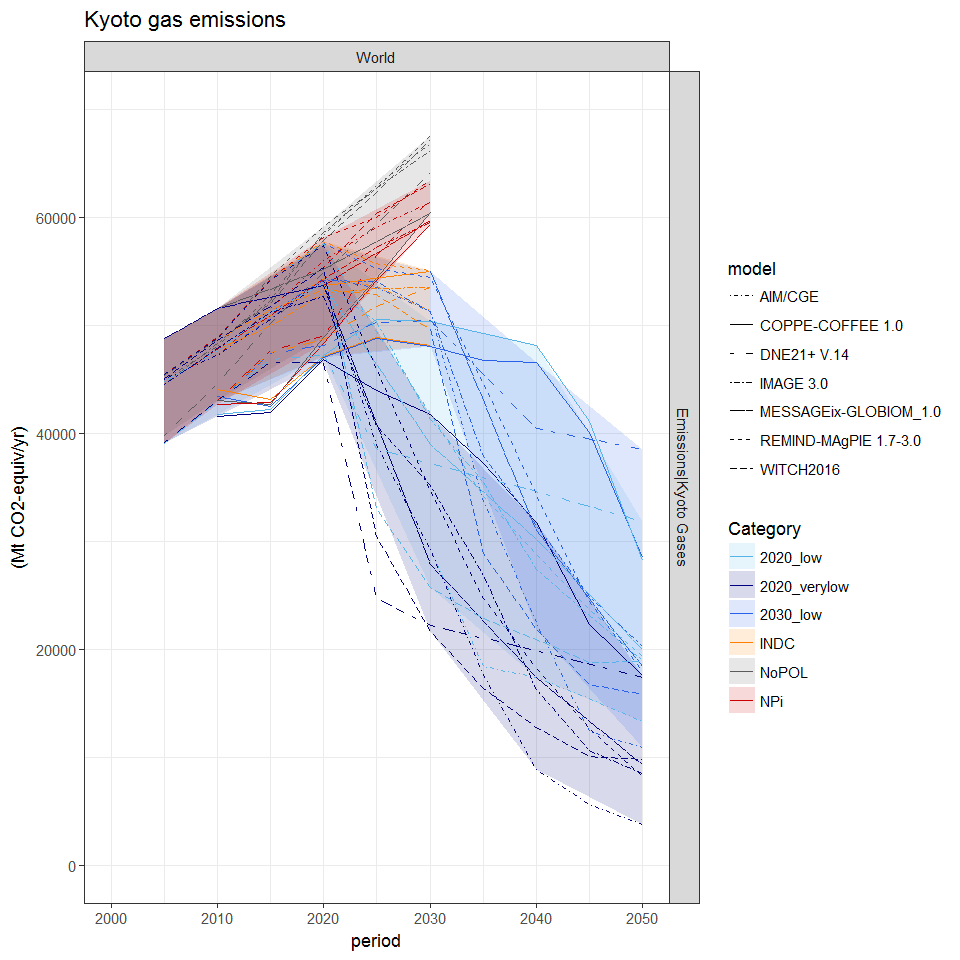 Kyoto gas emissions
World
60000
40000
20000
0
2000
2010
2020
2030
2040
2050
period
(Mt CO2-equiv/yr)
Emissions|Kyoto Gases
model
AIM/CGE
COPPE-COFFEE 1.0
DNE21+ V.14
IMAGE 3.0
MESSAGEix-GLOBIOM_1.0
REMIND-MAgPIE 1.7-3.0
WITCH2016
Category
2020_low
2020_verylow
2030_low
INDC
NoPOL
NPi